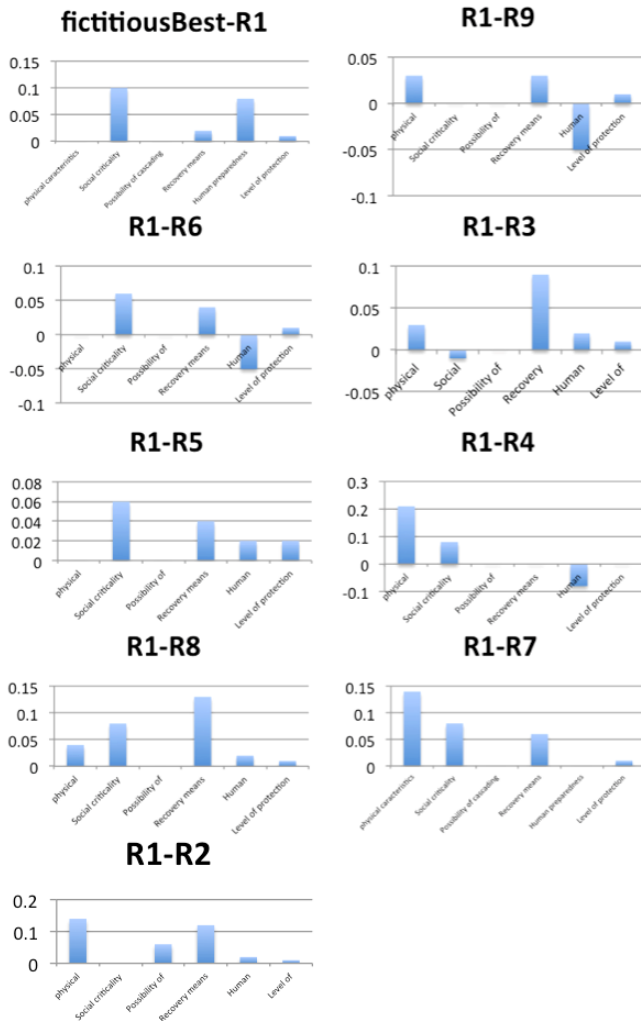 fictitiousBest-R1
0.15
0.1
0.05
0
physical caracteristics
Social criticality
Possibility of cascading
Recovery means
Human preparedness
Level of protection
R1-R9
0.05
0
-0.05
-0.1
physical
Social criticality
Possibility of
Recovery means
Human
Level of protection
R1-R6
0.1
0.05
0
-0.05
-0.1
physical
Social criticality
Possibility of
Recovery means
Human
Level of protection
R1-R3
0.1
0.05
0
-0.05
physical
Social
Possibility of
Recovery
Human
Level of
R1-R5
0.08
0.06
0.04
0.02
0
physical
Social criticality
Possibility of
Recovery means
Human
Level of protection
R1-R4
0.3
0.2
0.1
0
-0.1
physical
Social criticality
Possibility of
Recovery means
Human
Level of protection
R1-R8
0.15
0.1
0.05
0
physical
Social criticality
Possibility of
Recovery means
Human
Level of protection
R1-R7
0.15
0.1
0.05
0
physical characteristics
Social criticality
Possibility of cascading
Recovery means
Human preparedness
Level of protection
R1-R2
0.2
0.1
0
physical
Social criticality
Possibility of
Recovery means
Human
Level of